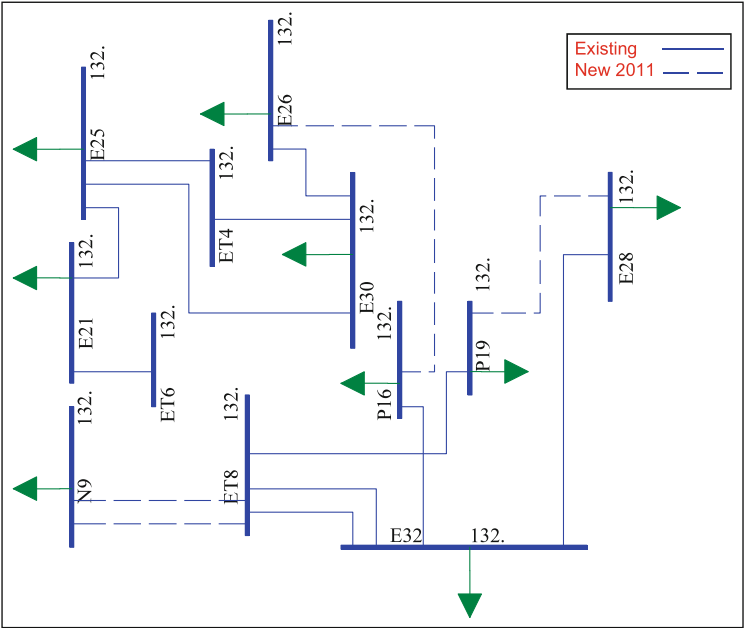 Existing
New 2011
132.
E26
132.
E25
132.
ET4
132.
E30
132.
E28
132.
E21
132.
ET6
132.
P16
132.
P19
132.
N9
132.
ET8
E32 132.